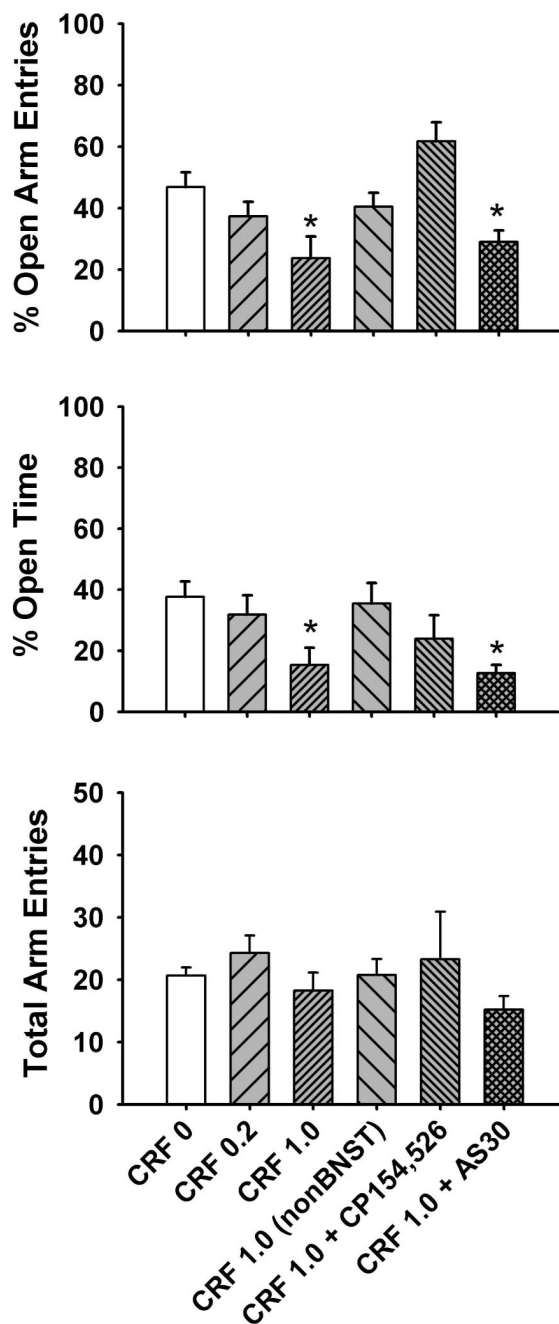 % Open Arm Entries
100
80
60
40
20
0
*
*
% Open Time
100
80
60
40
20
0
*
*
Total Arm Entries
50
40
30
20
10
0
CRF 0
CRF 0.2
CRF 1.0
CRF 1.0 (nonBNST)
CRF 1.0 + CP154,526
CRF 1.0 + AS30